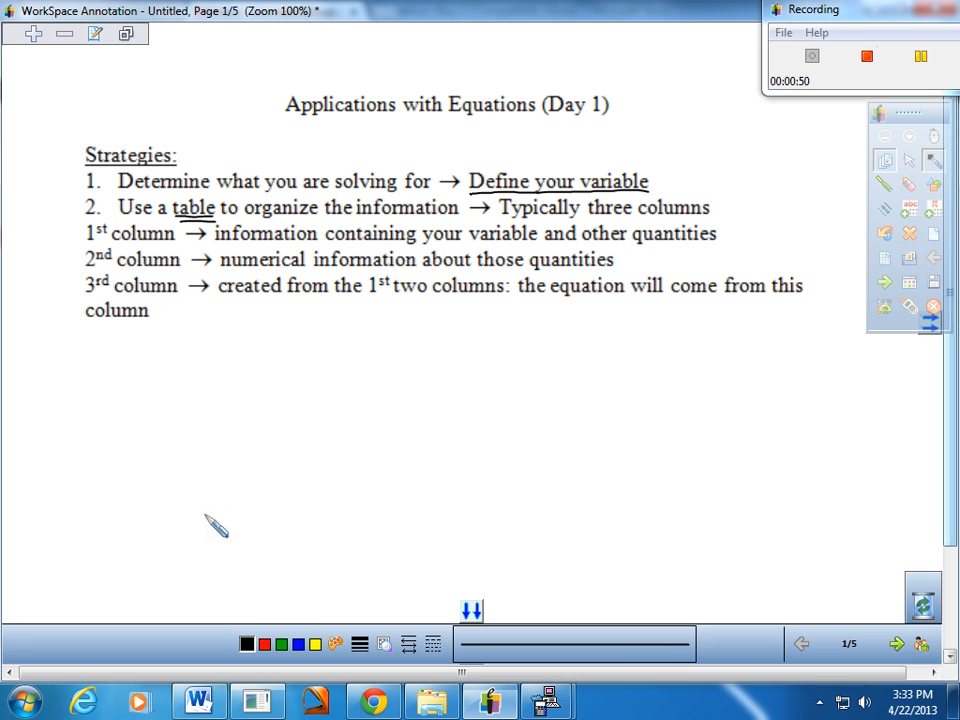 WorkSpace Annotation - Untitled, Page 1/5 (Zoom 100%) *
Recording
File Help
00:00:50
Applications with Equations (Day 1)
Strategies:
1. Determine what you are solving for → Define your variable
2. Use a table to organize the information → Typically three columns
1st column → information containing your variable and other quantities
2nd column → numerical information about those quantities
3rd column → created from the 1st two columns: the equation will come from this
column
abc
π
1/5
W
3:33 PM
4/22/2013